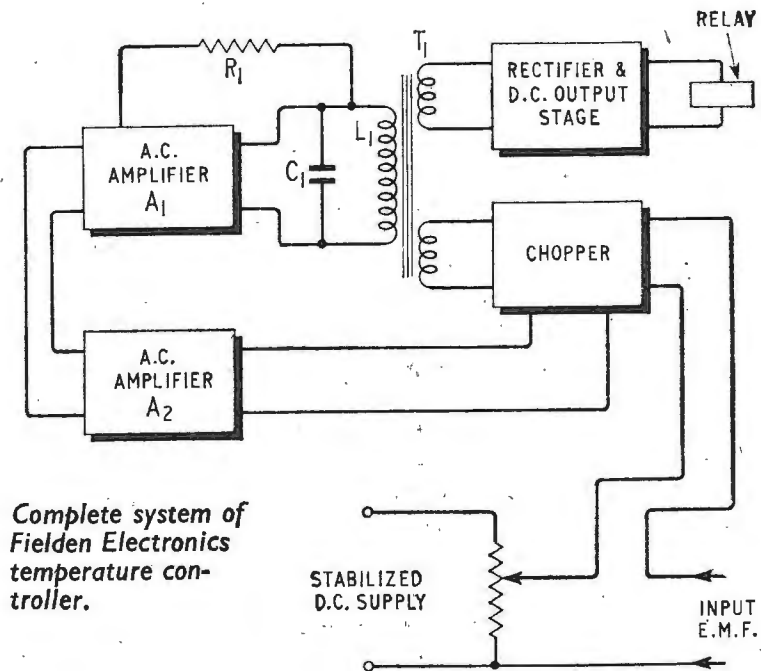 RELAY
T1
R1
RECTIFIER &
D.C. OUTPUT
STAGE
L1
C1
A.C.
AMPLIFIER
A1
CHOPPER
A.C.
AMPLIFIER
A2
Complete system of
Fielden Electronics
temperature con-
troller.
STABILIZED
D.C. SUPPLY
INPUT
E.M.F.